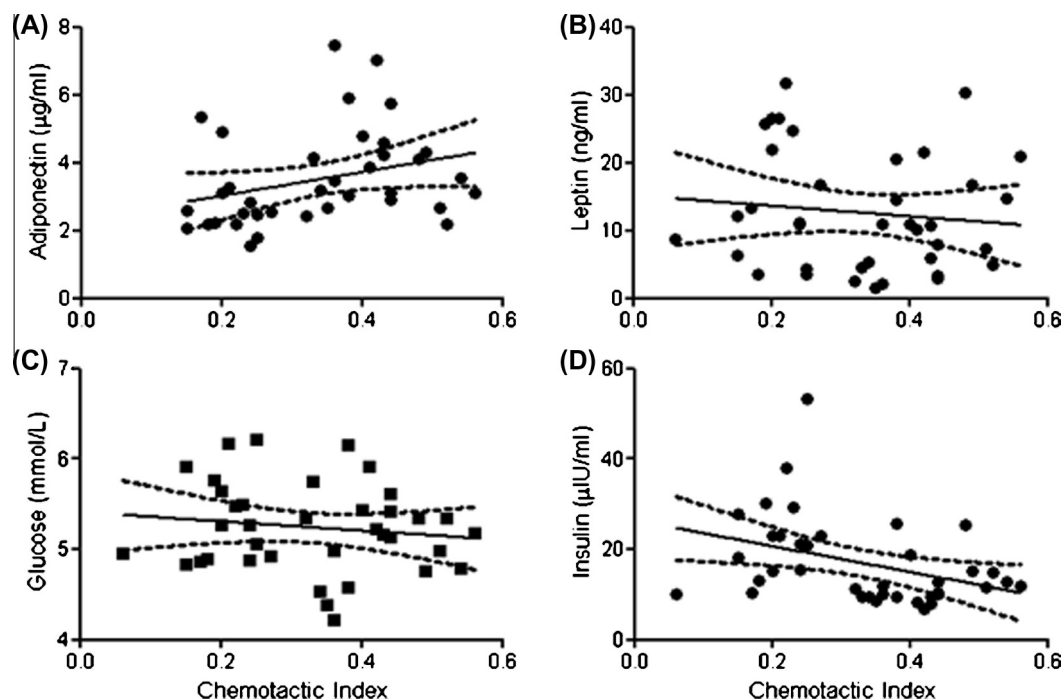 (A)
8
6
4
2
0
Adiponectin (µg/ml)
0.0 0.2 0.4 0.6
(B)
40
30
20
10
0
Leptin (ng/ml)
0.0 0.2 0.4 0.6
(C)
7
6
5
4
Glucose (mmol/L)
0.0 0.2 0.4 0.6
Chemotactic Index
(D)
60
40
20
0
Insulin (µIU/ml)
0.0 0.2 0.4 0.6
Chemotactic Index